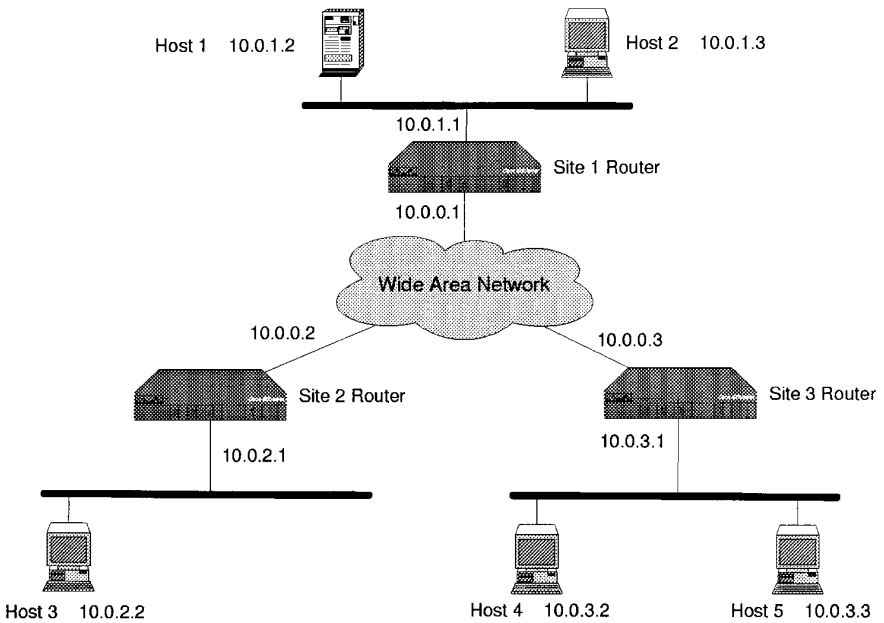 Host 1 10.0.1.2
Host 2 10.0.1.3
10.0.1.1
Site 1 Router
10.0.0.1
Wide Area Network
10.0.0.2
10.0.0.3
Site 2 Router
Site 3 Router
10.0.2.1
10.0.3.1
Host 3 10.0.2.2
Host 4 10.0.3.2
Host 5 10.0.3.3